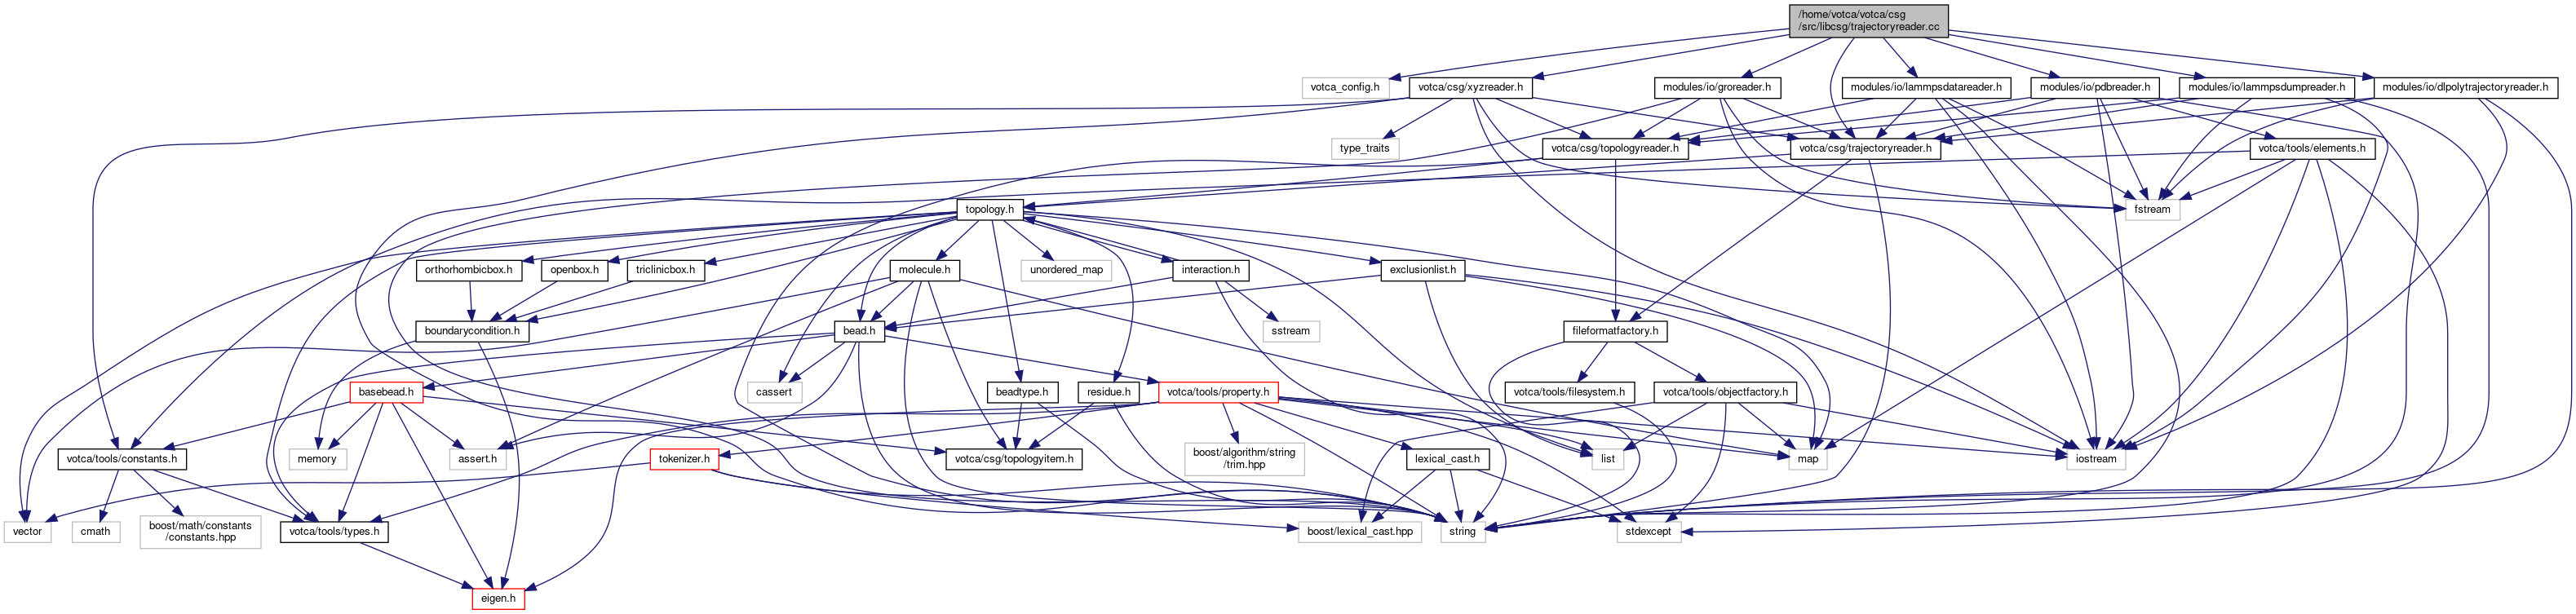 /home/votca/votca/csg
/src/libcsg/trajectoryreader.cc
votca_config.h
votca/csg/xyzreader.h
modules/io/groreader.h
modules/io/lammpsdatareader.h
modules/io/pdbreader.h
modules/io/lammpsdumpreader.h
modules/io/dlpolytrajectoryreader.h
type_traits
votca/csg/topologyreader.h
votca/csg/trajectoryreader.h
votca/tools/elements.h
topology.h
fstream
orthorhombicbox.h
openbox.h
triclinicbox.h
molecule.h
unordered_map
interaction.h
exclusionlist.h
boundarycondition.h
bead.h
sstream
fileformatfactory.h
basebead.h
cassert
beadtype.h
residue.h
votca/tools/property.h
votca/tools/filesystem.h
votca/tools/objectfactory.h
votca/tools/constants.h
memory
assert.h
votca/csg/topologyitem.h
tokenizer.h
boost/algorithm/string
/trim.hpp
lexical_cast.h
list
map
iostream
vector
cmath
boost/math/constants
/constants.hpp
votca/tools/types.h
boost/lexical_cast.hpp
string
stdexcept
eigen.h